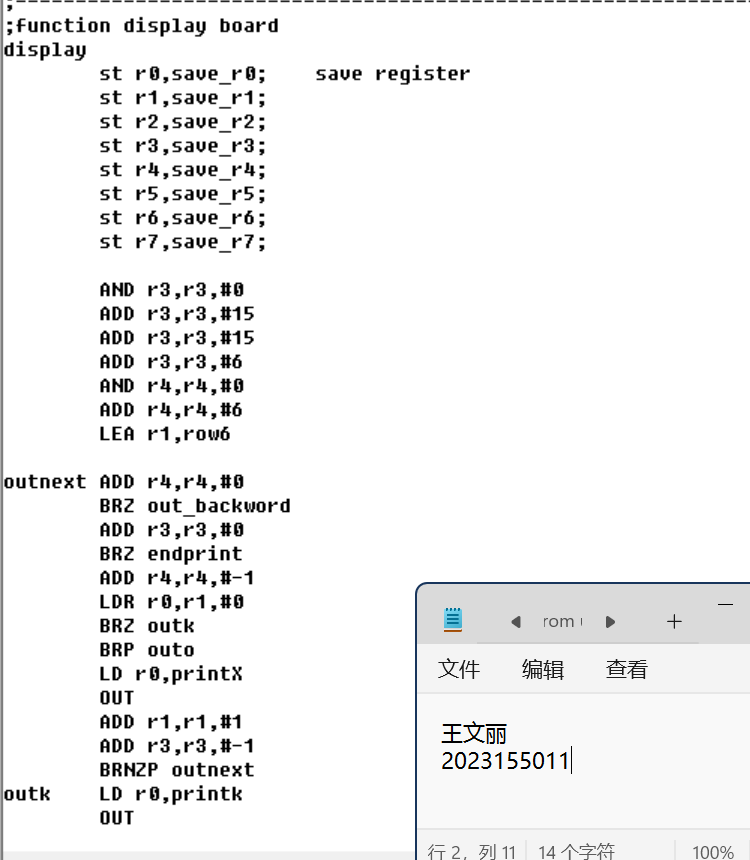 ;------------------------------------------------------------
;function display board
display
st r0,save_r0;    save register
st r1,save_r1;
st r2,save_r2;
st r3,save_r3;
st r4,save_r4;
st r5,save_r5;
st r6,save_r6;
st r7,save_r7;
AND r3,r3,#0
ADD r3,r3,#15
ADD r3,r3,#15
ADD r3,r3,#6
AND r4,r4,#0
ADD r4,r4,#6
LEA r1,row6
outnext ADD r4,r4,#0
BRZ out_backword
ADD r3,r3,#0
BRZ endprint
ADD r4,r4,#-1
LDR r0,r1,#0
BRZ outk
BRP outo
LD r0,printX
OUT
ADD r1,r1,#1
ADD r3,r3,#-1
BRNZP outnext
outk    LD r0,printk
OUT
rom
文件 编辑 查看
王文丽
2023155011
行 2，列 11 14 个字符 100%